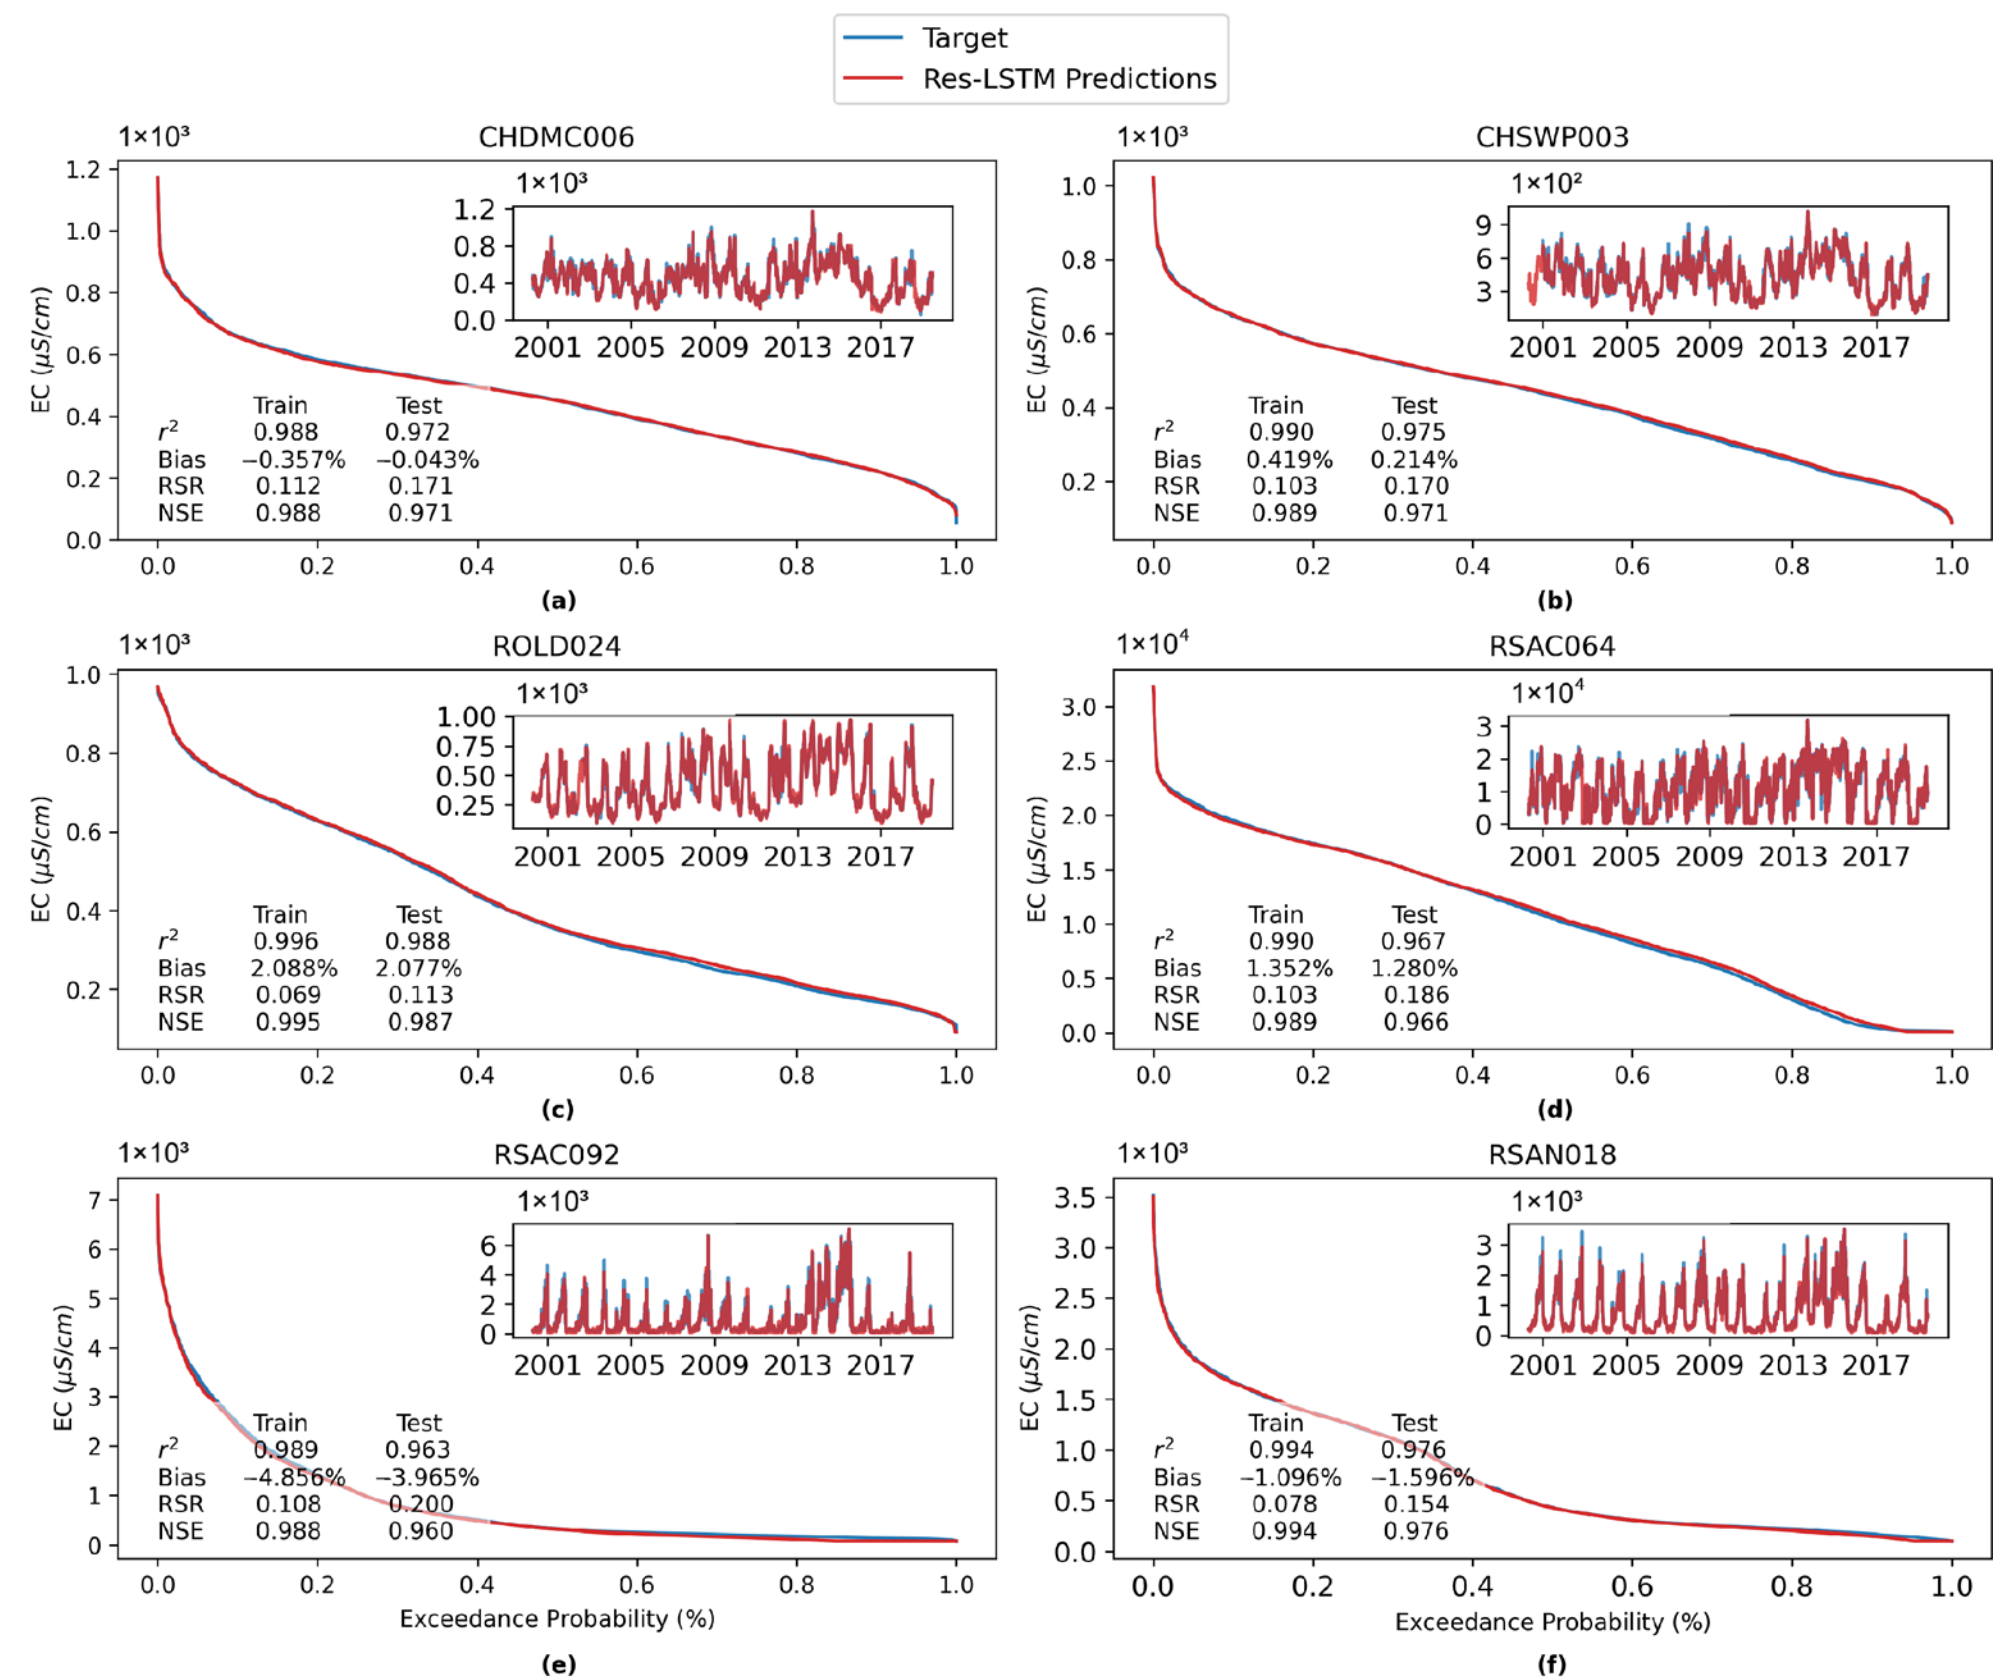 Target
Res-LSTM Predictions
1×10³ CHDMC006
1×10³
1.2
1.0
0.8
0.6
0.4
0.2
0.0
EC (μS/cm)
1.2
0.8
0.4
0.0
2001 2005 2009 2013 2017
Train Test
r² 0.988 0.972
Bias −0.357% −0.043%
RSR 0.112 0.171
NSE 0.988 0.971
0.0 0.2 0.4 0.6 0.8 1.0
(a)
1×10³ CHSWP003
1×10²
1.0
0.8
0.6
0.4
0.2
EC (μS/cm)
9
6
3
2001 2005 2009 2013 2017
Train Test
r² 0.990 0.975
Bias 0.419% 0.214%
RSR 0.103 0.170
NSE 0.989 0.971
0.0 0.2 0.4 0.6 0.8 1.0
(b)
1×10³ ROLD024
1×10³
1.0
0.8
0.6
0.4
0.2
EC (μS/cm)
1.00
0.75
0.50
0.25
2001 2005 2009 2013 2017
Train Test
r² 0.996 0.988
Bias 2.088% 2.077%
RSR 0.069 0.113
NSE 0.995 0.987
0.0 0.2 0.4 0.6 0.8 1.0
(c)
1×10⁴ RSAC064
1×10⁴
3.0
2.5
2.0
1.5
1.0
0.5
0.0
EC (μS/cm)
3
2
1
0
2001 2005 2009 2013 2017
Train Test
r² 0.990 0.967
Bias 1.352% 1.280%
RSR 0.103 0.186
NSE 0.989 0.966
0.0 0.2 0.4 0.6 0.8 1.0
(d)
1×10³ RSAC092
1×10³
7
6
5
4
3
2
1
0
EC (μS/cm)
6
4
2
0
2001 2005 2009 2013 2017
Train Test
r² 0.989 0.963
Bias −4.856% −3.965%
RSR 0.108 0.200
NSE 0.988 0.960
0.0 0.2 0.4 0.6 0.8 1.0
Exceedance Probability (%)
(e)
1×10³ RSAN018
1×10³
3.5
3.0
2.5
2.0
1.5
1.0
0.5
0.0
EC (μS/cm)
3
2
1
0
2001 2005 2009 2013 2017
Train Test
r² 0.994 0.976
Bias −1.096% −1.596%
RSR 0.078 0.154
NSE 0.994 0.976
0.0 0.2 0.4 0.6 0.8 1.0
Exceedance Probability (%)
(f)